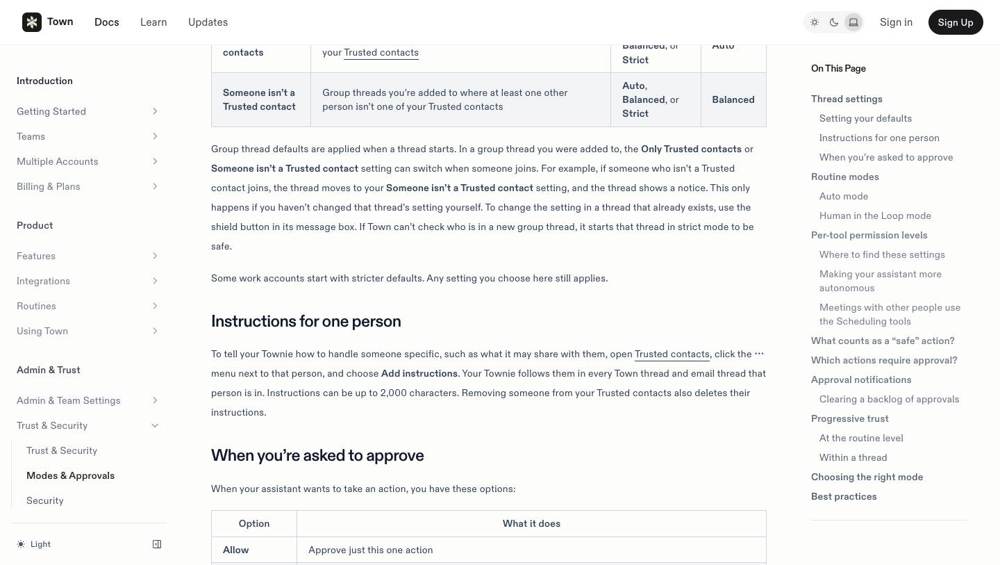 Town
Docs
Learn
Updates
Sign in
Sign Up
Introduction
Getting Started
Teams
Multiple Accounts
Billing & Plans
Product
Features
Integrations
Routines
Using Town
Admin & Trust
Admin & Team Settings
Trust & Security
Trust & Security
Modes & Approvals
Security
Light
contacts
your Trusted contacts
Balanced, or
Strict
Auto
Someone isn't a
Trusted contact
Group threads you're added to where at least one other
person isn't one of your Trusted contacts
Auto,
Balanced, or
Strict
Balanced
Group thread defaults are applied when a thread starts. In a group thread you were added to, the Only Trusted contacts or
Someone isn't a Trusted contact setting can switch when someone joins. For example, if someone who isn't a Trusted
contact joins, the thread moves to your Someone isn't a Trusted contact setting, and the thread shows a notice. This only
happens if you haven't changed that thread's setting yourself. To change the setting in a thread that already exists, use the
shield button in its message box. If Town can't check who is in a new group thread, it starts that thread in strict mode to be
safe.
Some work accounts start with stricter defaults. Any setting you choose here still applies.
Instructions for one person
To tell your Townie how to handle someone specific, such as what it may share with them, open Trusted contacts, click the ···
menu next to that person, and choose Add instructions. Your Townie follows them in every Town thread and email thread that
person is in. Instructions can be up to 2,000 characters. Removing someone from your Trusted contacts also deletes their
instructions.
When you're asked to approve
When your assistant wants to take an action, you have these options:
Option
What it does
Allow
Approve just this one action
On This Page
Thread settings
Setting your defaults
Instructions for one person
When you're asked to approve
Routine modes
Auto mode
Human in the Loop mode
Per-tool permission levels
Where to find these settings
Making your assistant more
autonomous
Meetings with other people use
the Scheduling tools
What counts as a “safe” action?
Which actions require approval?
Approval notifications
Clearing a backlog of approvals
Progressive trust
At the routine level
Within a thread
Choosing the right mode
Best practices